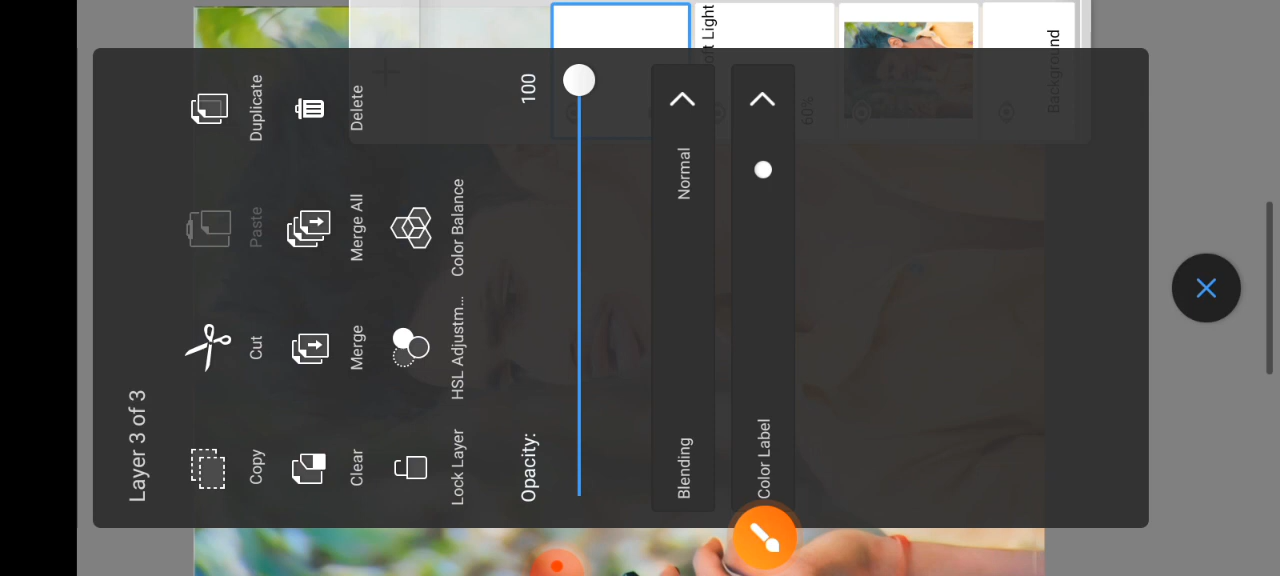 Layer 3 of 3
Copy
Cut
Paste
Duplicate
Clear
Merge
Merge All
Delete
Lock Layer
HSL Adjustm...
Color Balance
Opacity:
100
Blending
Normal
Color Label
Light
60%
Background